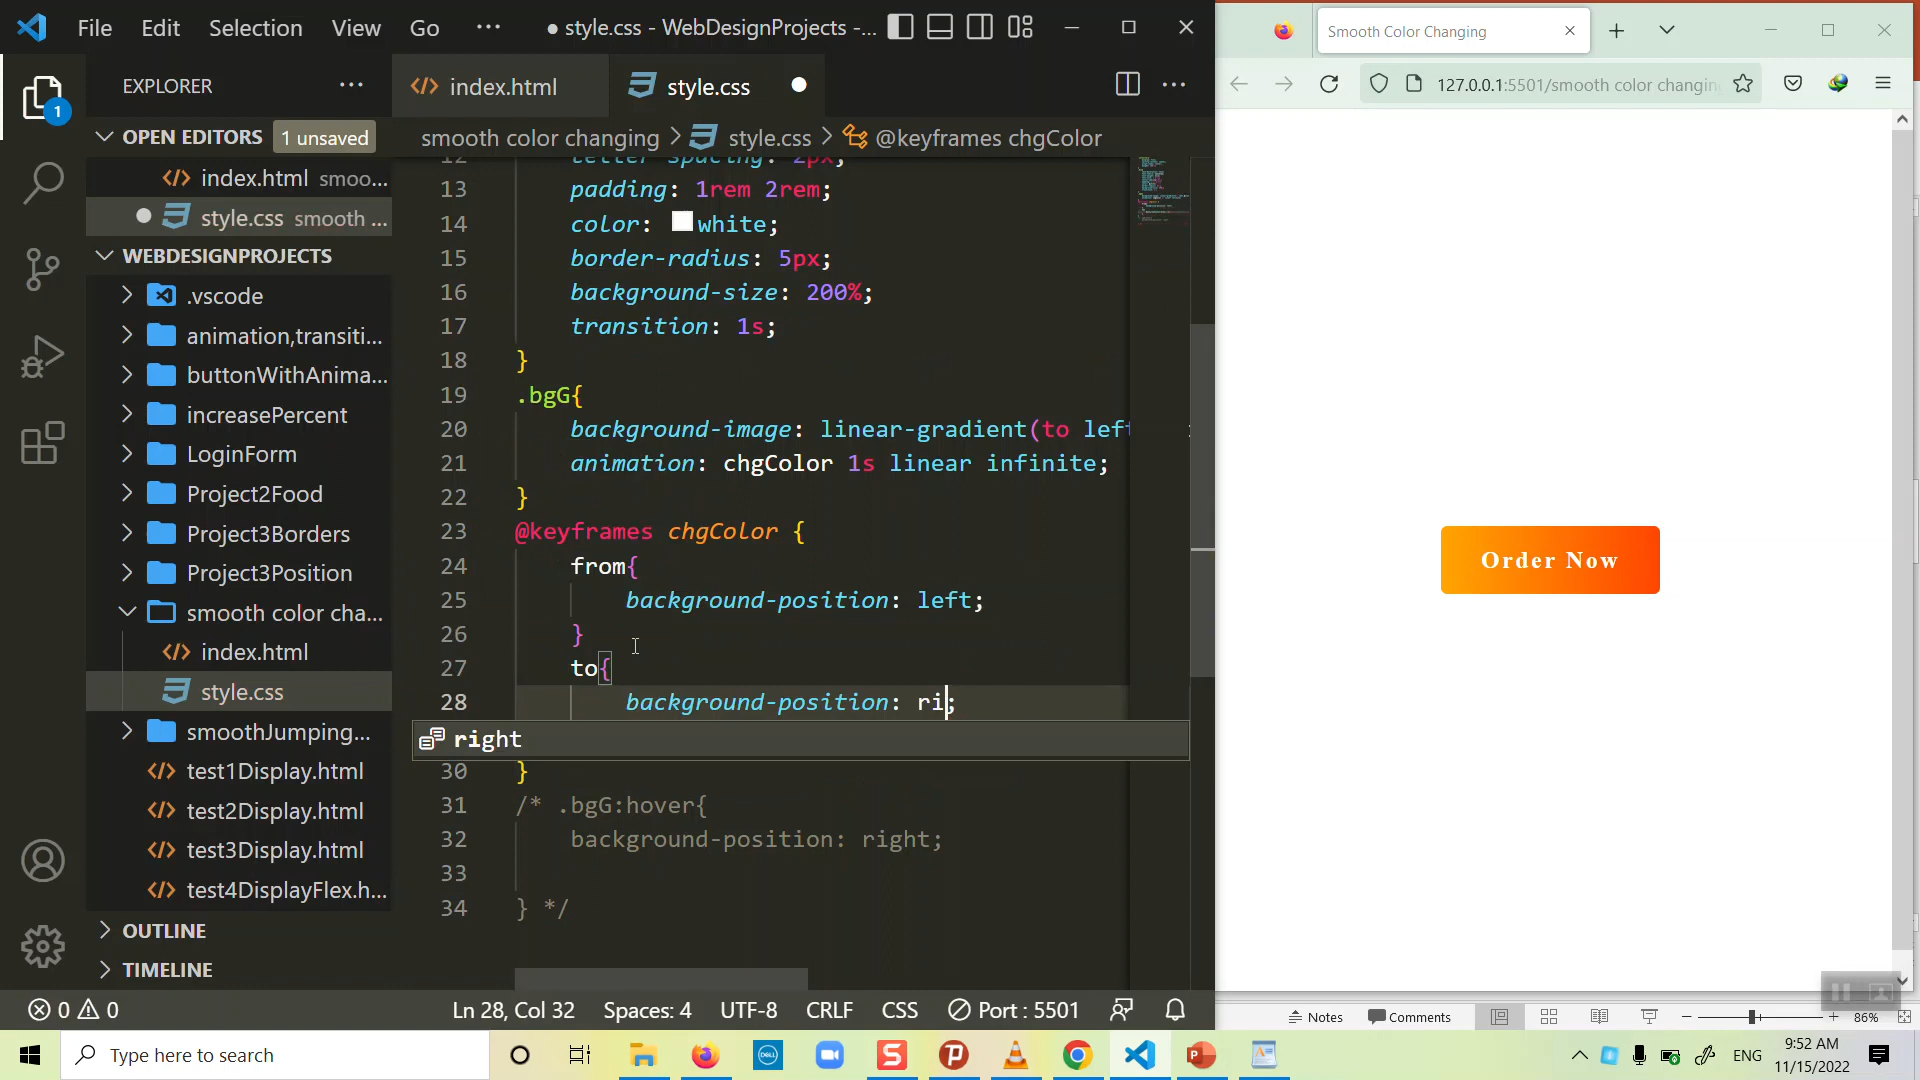 File Edit Selection View Go ··· ● style.css - WebDesignProjects -...
EXPLORER ···
index.html
style.css ●
OPEN EDITORS 1 unsaved
index.html smoo...
style.css smooth ...
WEBDESIGNPROJECTS
.vscode
animation,transiti...
buttonWithAnima...
increasePercent
LoginForm
Project2Food
Project3Borders
Project3Position
smooth color cha...
index.html
style.css
smoothJumping...
test1Display.html
test2Display.html
test3Display.html
test4DisplayFlex.h...
OUTLINE
TIMELINE
smooth color changing > style.css > @keyframes chgColor
12 letter-spacing: 2px;
13 padding: 1rem 2rem;
14 color: white;
15 border-radius: 5px;
16 background-size: 200%;
17 transition: 1s;
18 }
19 .bgG{
20 background-image: linear-gradient(to left
21 animation: chgColor 1s linear infinite;
22 }
23 @keyframes chgColor {
24 from{
25 background-position: left;
26 }
27 to{
28 background-position: ri;
right
30 }
31 /* .bgG:hover{
32 background-position: right;
33
34 } */
0 0 Ln 28, Col 32 Spaces: 4 UTF-8 CRLF CSS Port : 5501
Smooth Color Changing
127.0.0.1:5501/smooth color changing
Order Now
Notes Comments 86%
Type here to search
ENG
9:52 AM
11/15/2022
1
DELL